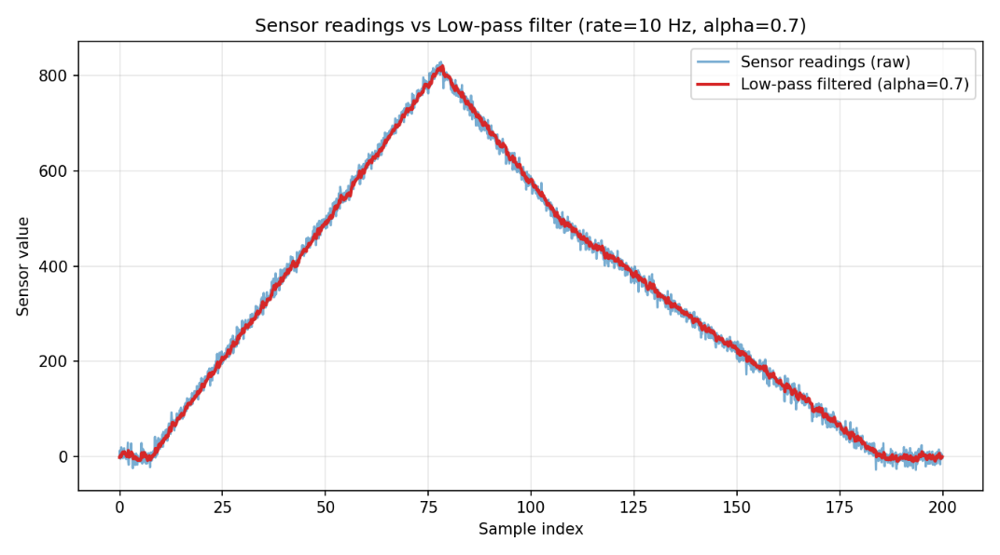 Sensor readings vs Low-pass filter (rate=10 Hz, alpha=0.7)
Sensor readings (raw)
Low-pass filtered (alpha=0.7)
Sensor value
800
600
400
200
0
0 25 50 75 100 125 150 175 200
Sample index